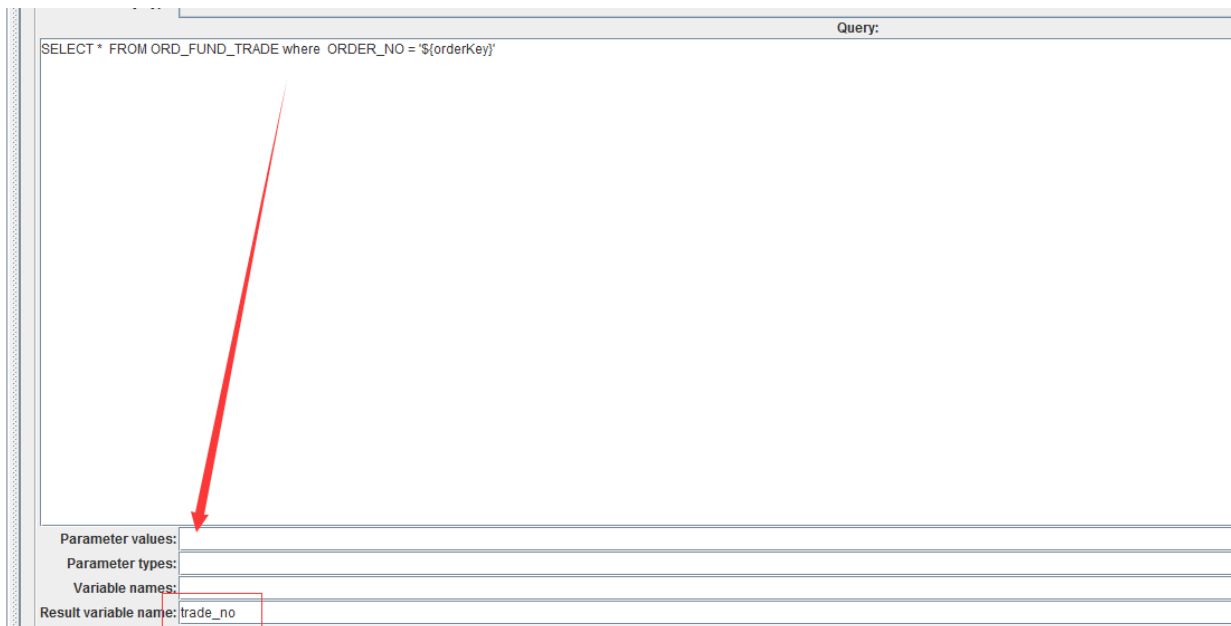 Query:
SELECT * FROM ORD_FUND_TRADE where ORDER_NO = '${orderKey}'
Parameter values:
Parameter types:
Variable names:
Result variable name: trade_no